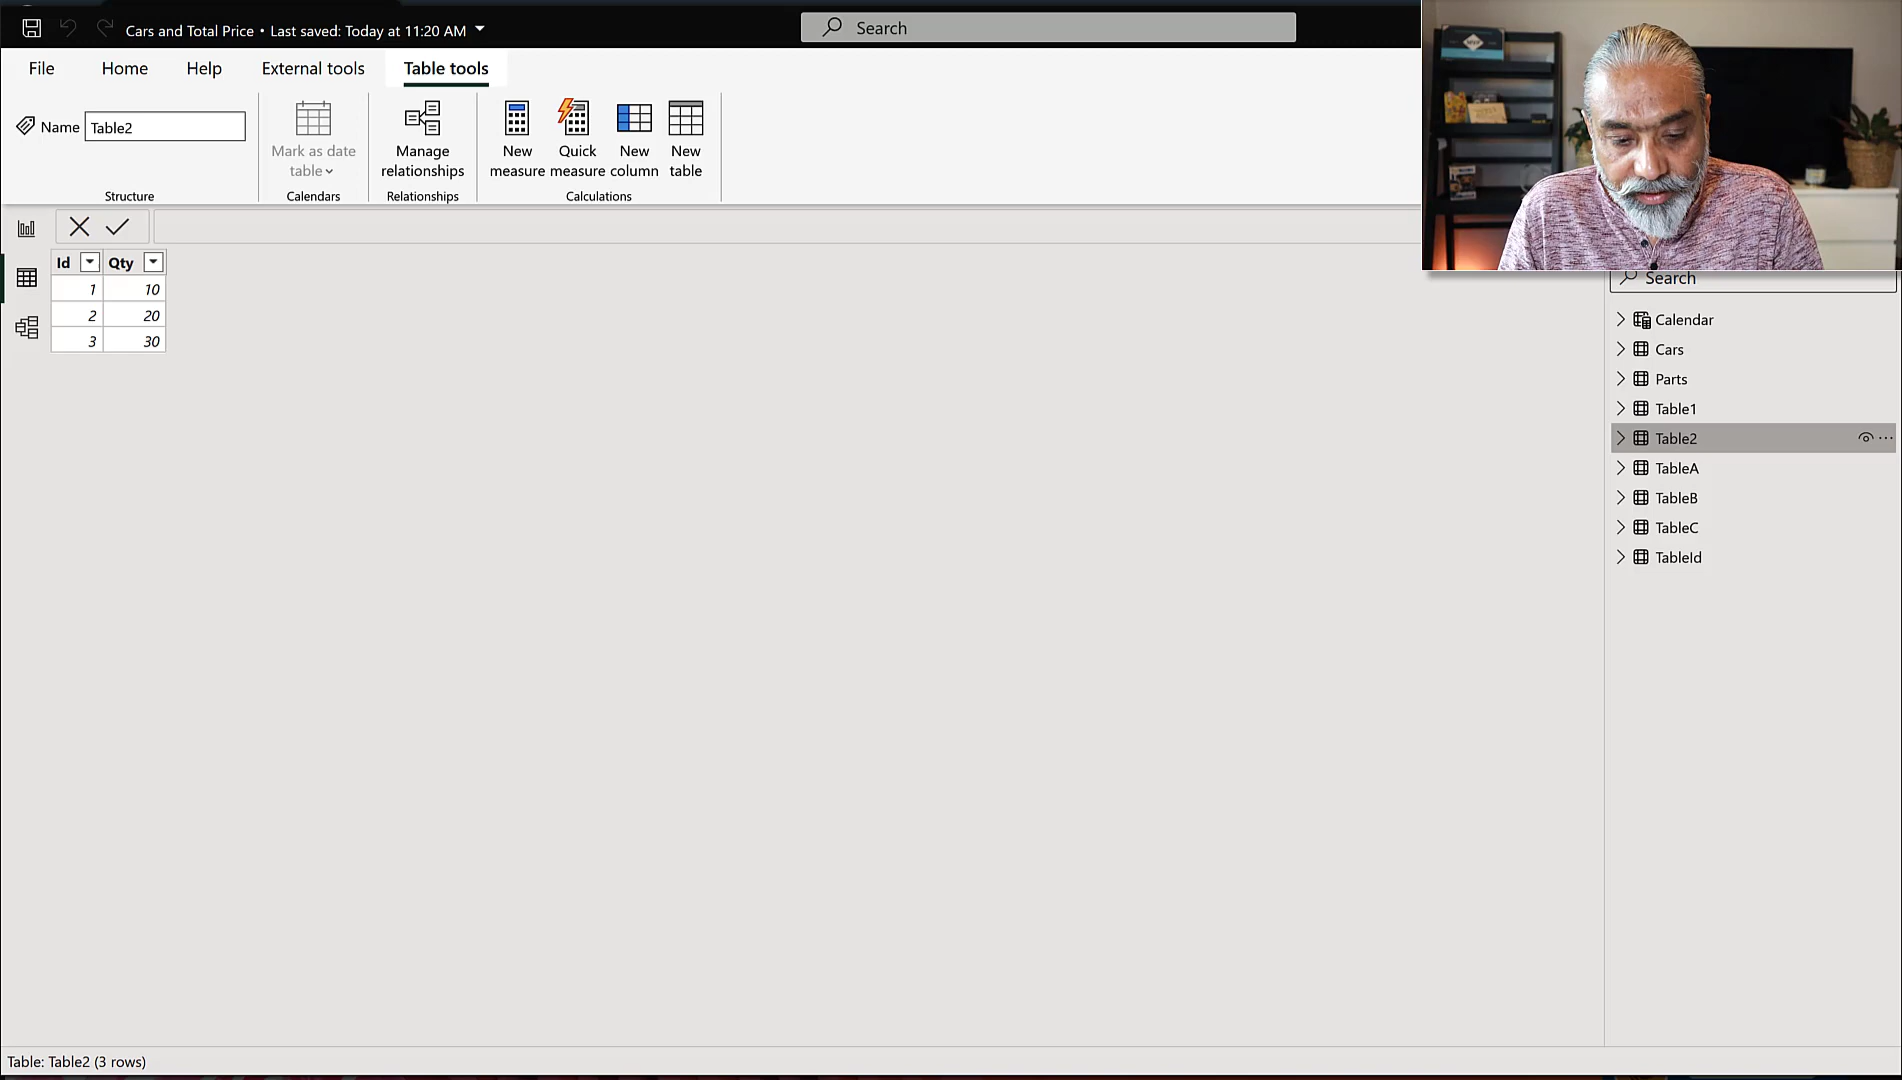 Cars and Total Price • Last saved: Today at 11:20 AM
Search
File Home Help External tools Table tools
Name Table2
Mark as date table
Manage relationships
New measure
Quick measure
New column
New table
Structure Calendars Relationships Calculations
Id Qty
1 10
2 20
3 30
Search
Calendar
Cars
Parts
Table1
Table2
TableA
TableB
TableC
TableId
Table: Table2 (3 rows)